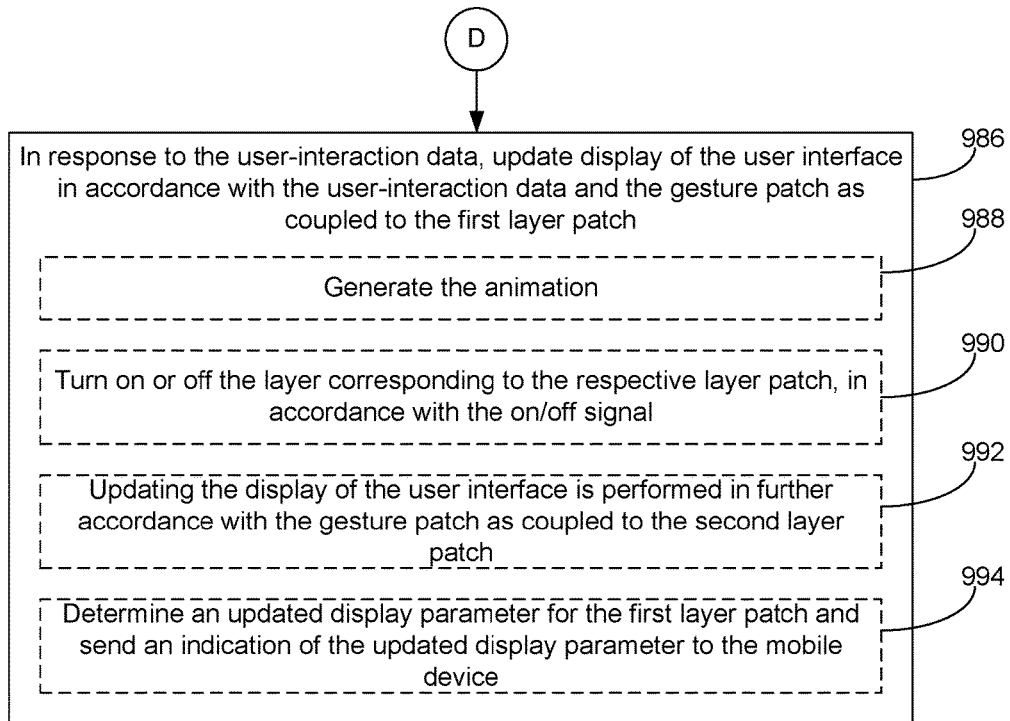 D
In response to the user-interaction data, update display of the user interface
in accordance with the user-interaction data and the gesture patch as
coupled to the first layer patch
986
988
Generate the animation
990
Turn on or off the layer corresponding to the respective layer patch, in
accordance with the on/off signal
992
Updating the display of the user interface is performed in further
accordance with the gesture patch as coupled to the second layer
patch
994
Determine an updated display parameter for the first layer patch and
send an indication of the updated display parameter to the mobile
device